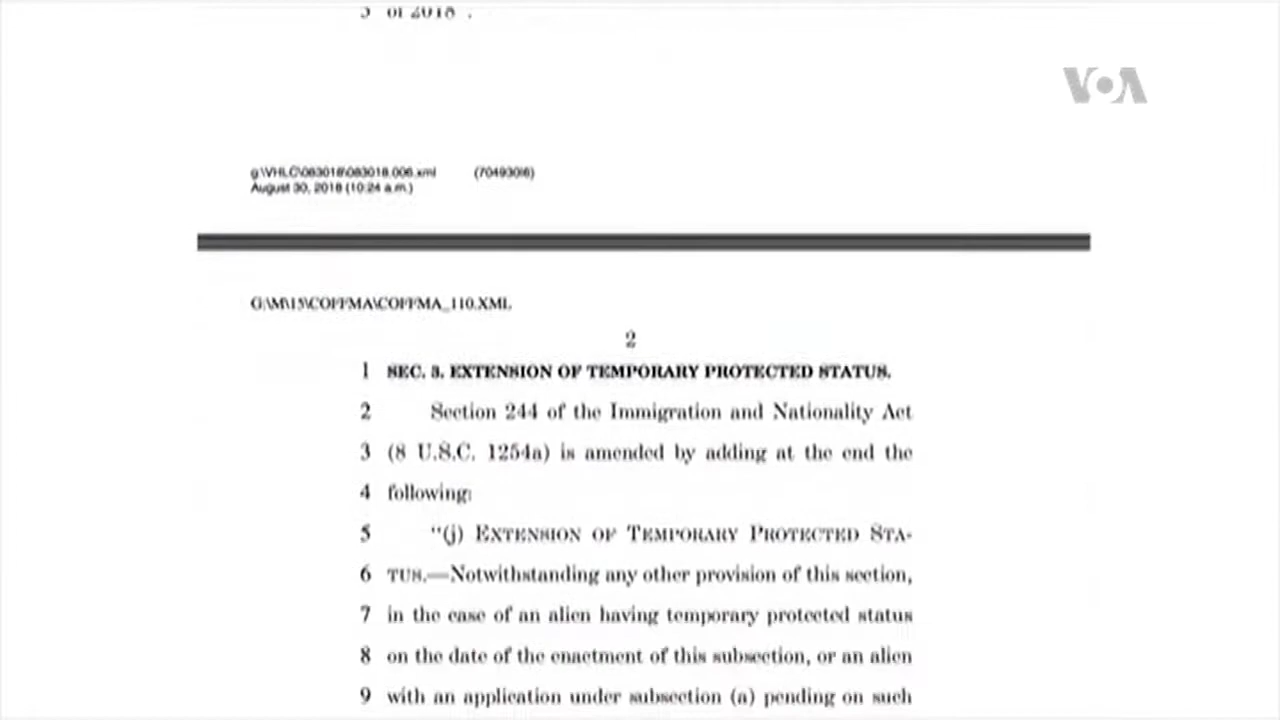 of 2018 .
VOA
g:\VHLC\083018\083018.006.xml (704930|6)
August 30, 2018 (10:24 a.m.)
G:\M\15\COFFMA\COFFMA_110.XML
2
1 SEC. 3. EXTENSION OF TEMPORARY PROTECTED STATUS.
2 Section 244 of the Immigration and Nationality Act
3 (8 U.S.C. 1254a) is amended by adding at the end the
4 following:
5 ‘‘(j) EXTENSION OF TEMPORARY PROTECTED STA-
6 TUS.—Notwithstanding any other provision of this section,
7 in the case of an alien having temporary protected status
8 on the date of the enactment of this subsection, or an alien
9 with an application under subsection (a) pending on such